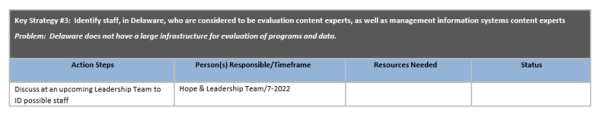 Key Strategy #3:  Identify staff, in Delaware, who are considered to be evaluation content experts, as well as management information systems content experts
Problem:  Delaware does not have a large infrastructure for evaluation of programs and data.
Action Steps Person(s) Responsible/Timeframe Resources Needed Status
Discuss at an upcoming Leadership Team to Hope & Leadership Team/7-2022
ID possible staff